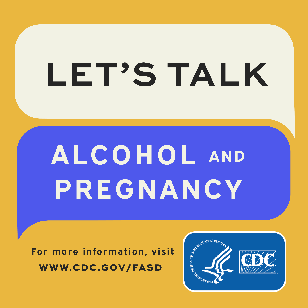 LET'S TALK
ALCOHOL AND
PREGNANCY
For more information, visit
WWW.CDC.GOV/FASD
CDC